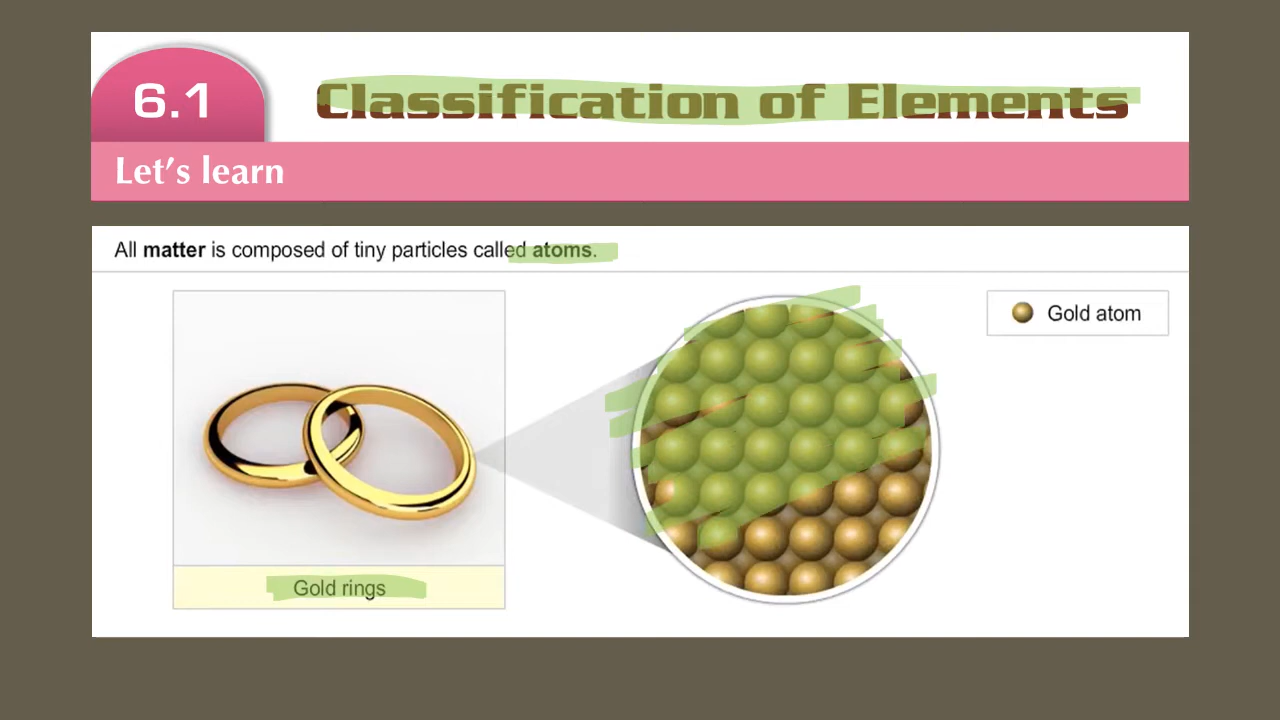 6.1
Classification of Elements
Let's learn
All matter is composed of tiny particles called atoms.
Gold atom
Gold rings